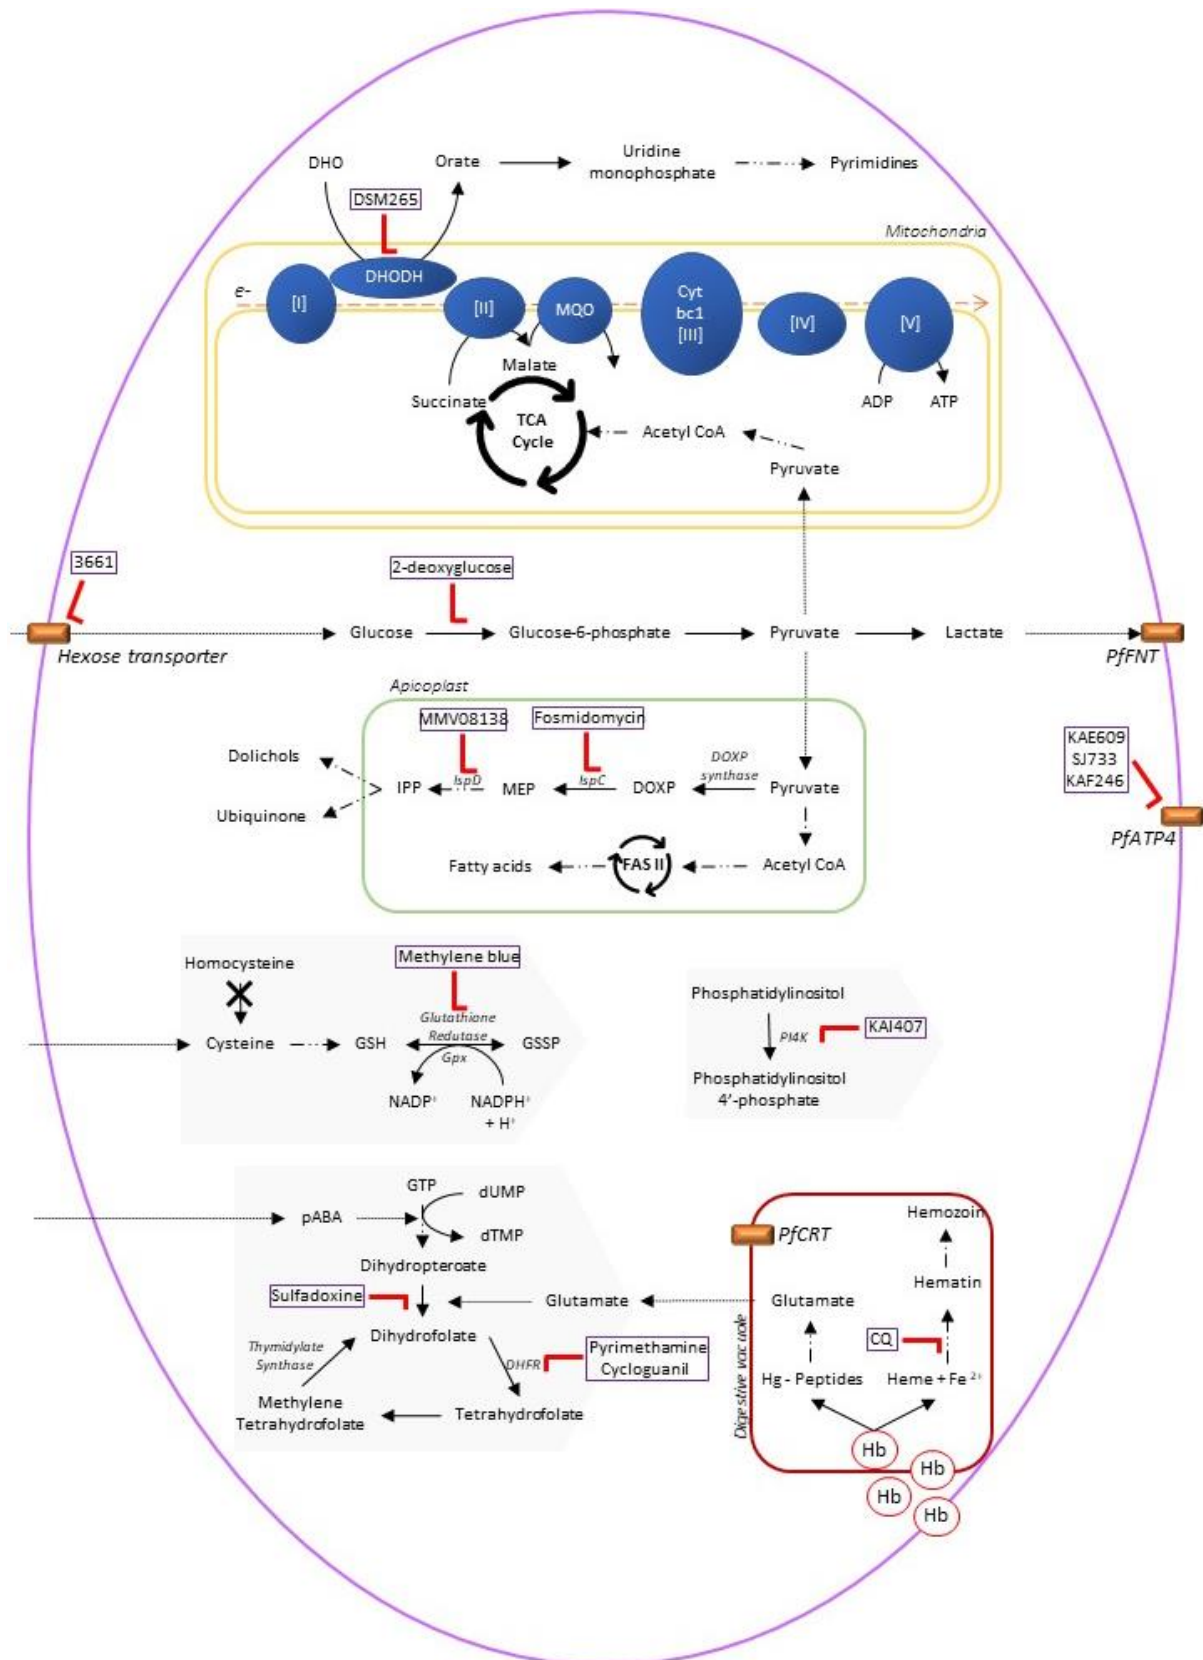 DHO
Orate
Uridine
monophosphate
Pyrimidines
DSM265
Mitochondria
e-
[I]
DHODH
[II]
MQO
Cyt
bc1
[III]
[IV]
[V]
Malate
Succinate
TCA
Cycle
Acetyl CoA
ADP
ATP
Pyruvate
3661
2-deoxyglucose
Hexose transporter
Glucose
Glucose-6-phosphate
Pyruvate
Lactate
PfFNT
Apicoplast
MMV08138
Fosmidomycin
Dolichols
Ubiquinone
IPP
IspD
MEP
IspC
DOXP
DOXP
synthase
Pyruvate
KAE609
SJ733
KAF246
PfATP4
Fatty acids
FAS II
Acetyl CoA
Homocysteine
Methylene blue
Cysteine
GSH
Glutathione
Redutase
Gpx
GSSP
NADP⁺
NADPH⁺
+ H⁺
Phosphatidylinositol
PI4K
KAI407
Phosphatidylinositol
4'-phosphate
pABA
GTP
dUMP
dTMP
Dihydropteroate
Sulfadoxine
Glutamate
Dihydrofolate
Thymidylate
Synthase
DHFR
Pyrimethamine
Cycloguanil
Methylene
Tetrahydrofolate
Tetrahydrofolate
PfCRT
Hemozoin
Hematin
Glutamate
CQ
Digestive vacuole
Hg - Peptides
Heme + Fe ²⁺
Hb
Hb
Hb
Hb